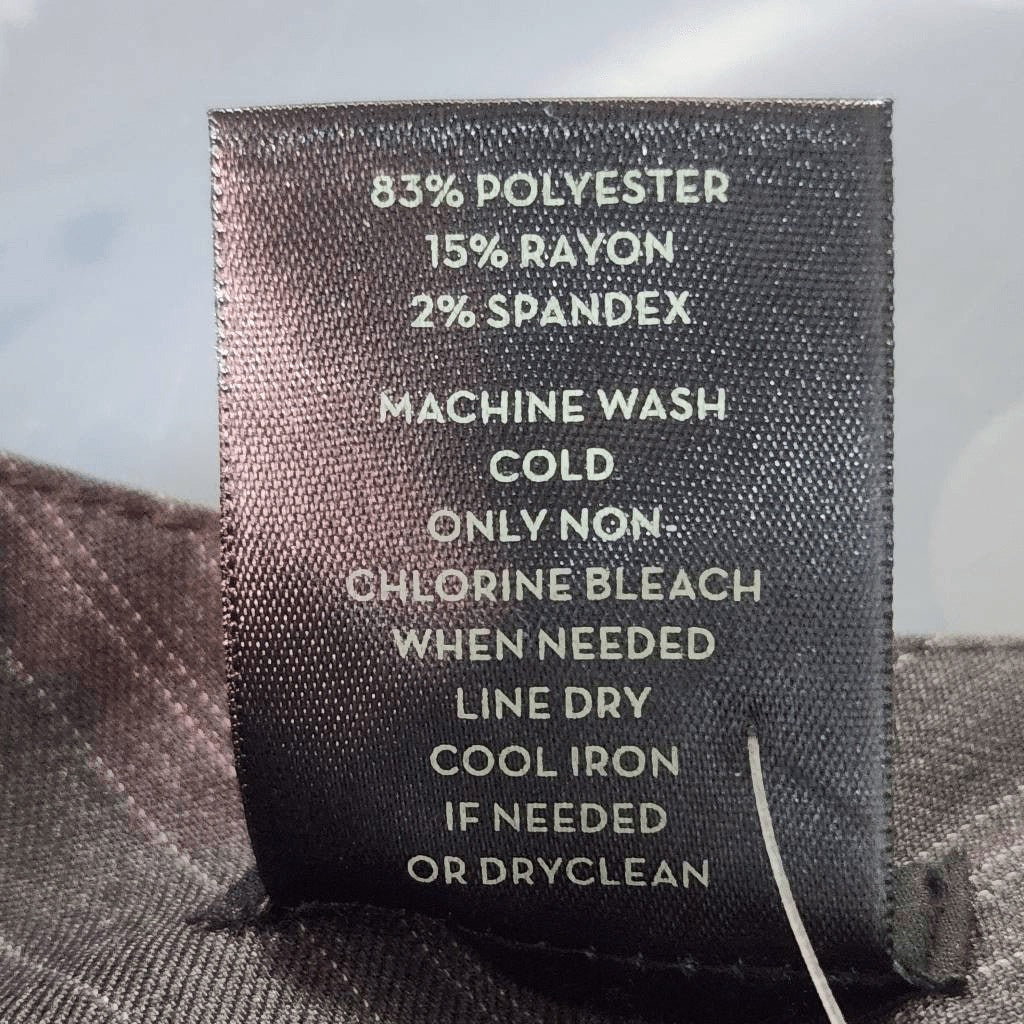 83% POLYESTER
15% RAYON
2% SPANDEX
MACHINE WASH
COLD
ONLY NON-
CHLORINE BLEACH
WHEN NEEDED
LINE DRY
COOL IRON
IF NEEDED
OR DRYCLEAN